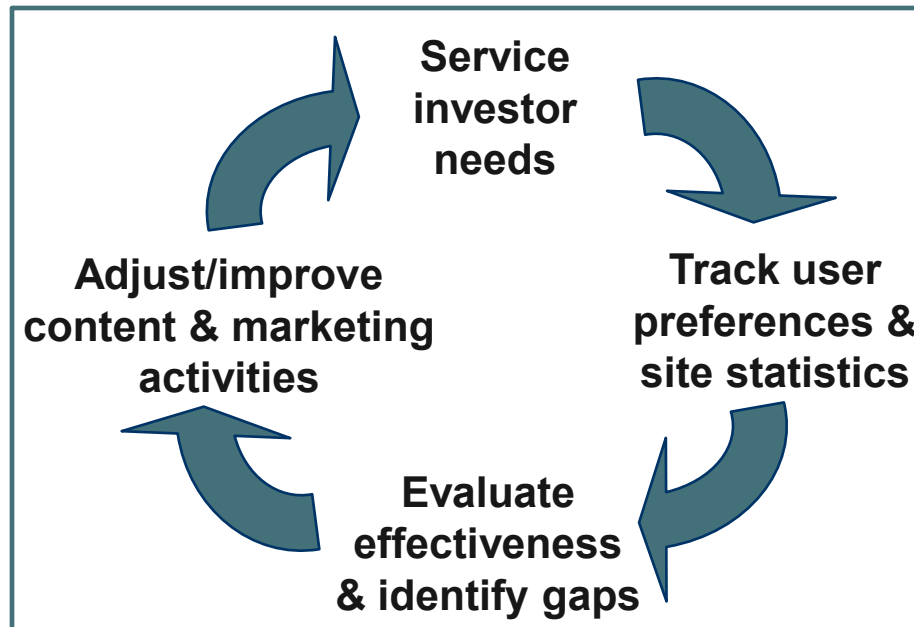 Service
investor
needs
Track user
preferences &
site statistics
Evaluate
effectiveness
& identify gaps
Adjust/improve
content & marketing
activities